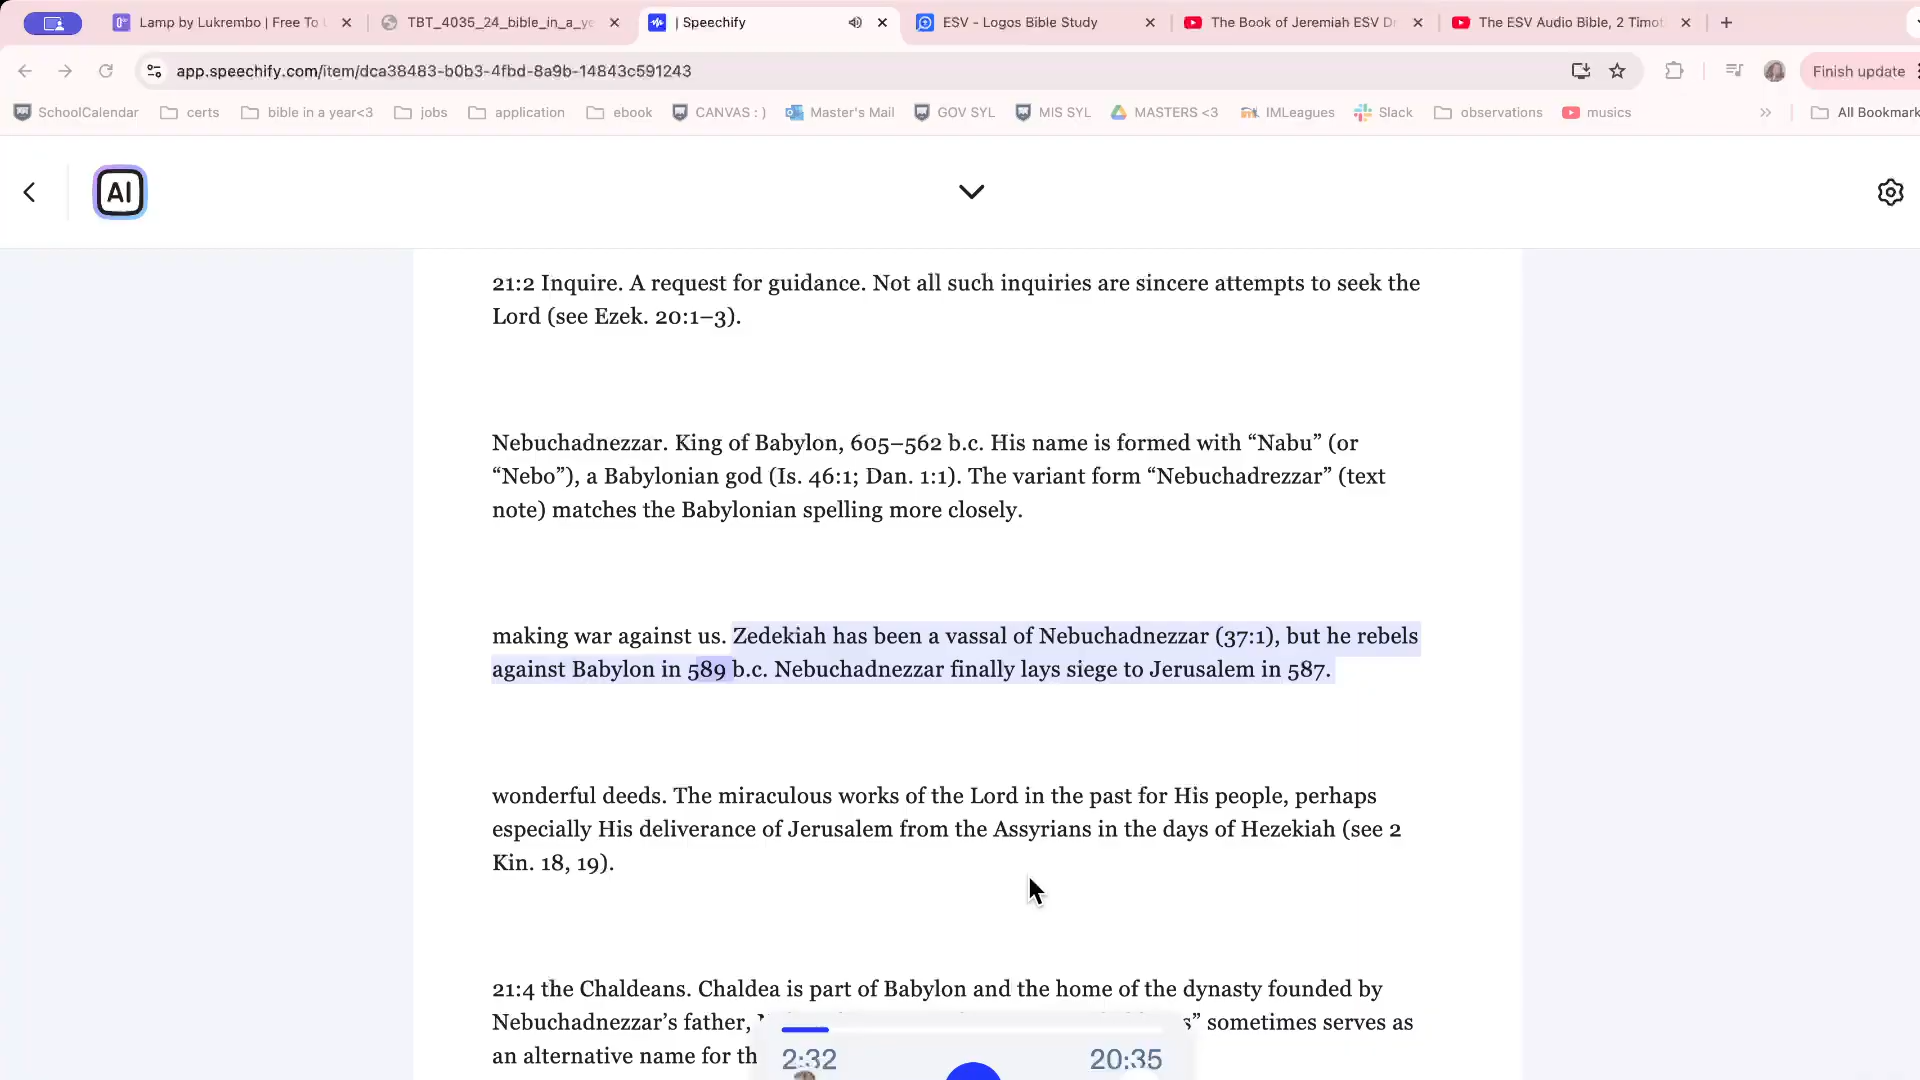 Lamp by Lukrembo | Free To
TBT_4035_24_bible_in_a_ye
| Speechify
ESV - Logos Bible Study
The Book of Jeremiah ESV Dr
The ESV Audio Bible, 2 Timot
app.speechify.com/item/dca38483-b0b3-4fbd-8a9b-14843c591243
Finish update
SchoolCalendar
certs
bible in a year<3
jobs
application
ebook
CANVAS : )
Master's Mail
GOV SYL
MIS SYL
MASTERS <3
IMLeagues
Slack
observations
musics
All Bookmark
AI
21:2 Inquire. A request for guidance. Not all such inquiries are sincere attempts to seek the
Lord (see Ezek. 20:1–3).
Nebuchadnezzar. King of Babylon, 605–562 b.c. His name is formed with “Nabu” (or
“Nebo”), a Babylonian god (Is. 46:1; Dan. 1:1). The variant form “Nebuchadrezzar” (text
note) matches the Babylonian spelling more closely.
making war against us. Zedekiah has been a vassal of Nebuchadnezzar (37:1), but he rebels
against Babylon in 589 b.c. Nebuchadnezzar finally lays siege to Jerusalem in 587.
wonderful deeds. The miraculous works of the Lord in the past for His people, perhaps
especially His deliverance of Jerusalem from the Assyrians in the days of Hezekiah (see 2
Kin. 18, 19).
21:4 the Chaldeans. Chaldea is part of Babylon and the home of the dynasty founded by
Nebuchadnezzar’s father, s” sometimes serves as
an alternative name for th
2:32
20:35